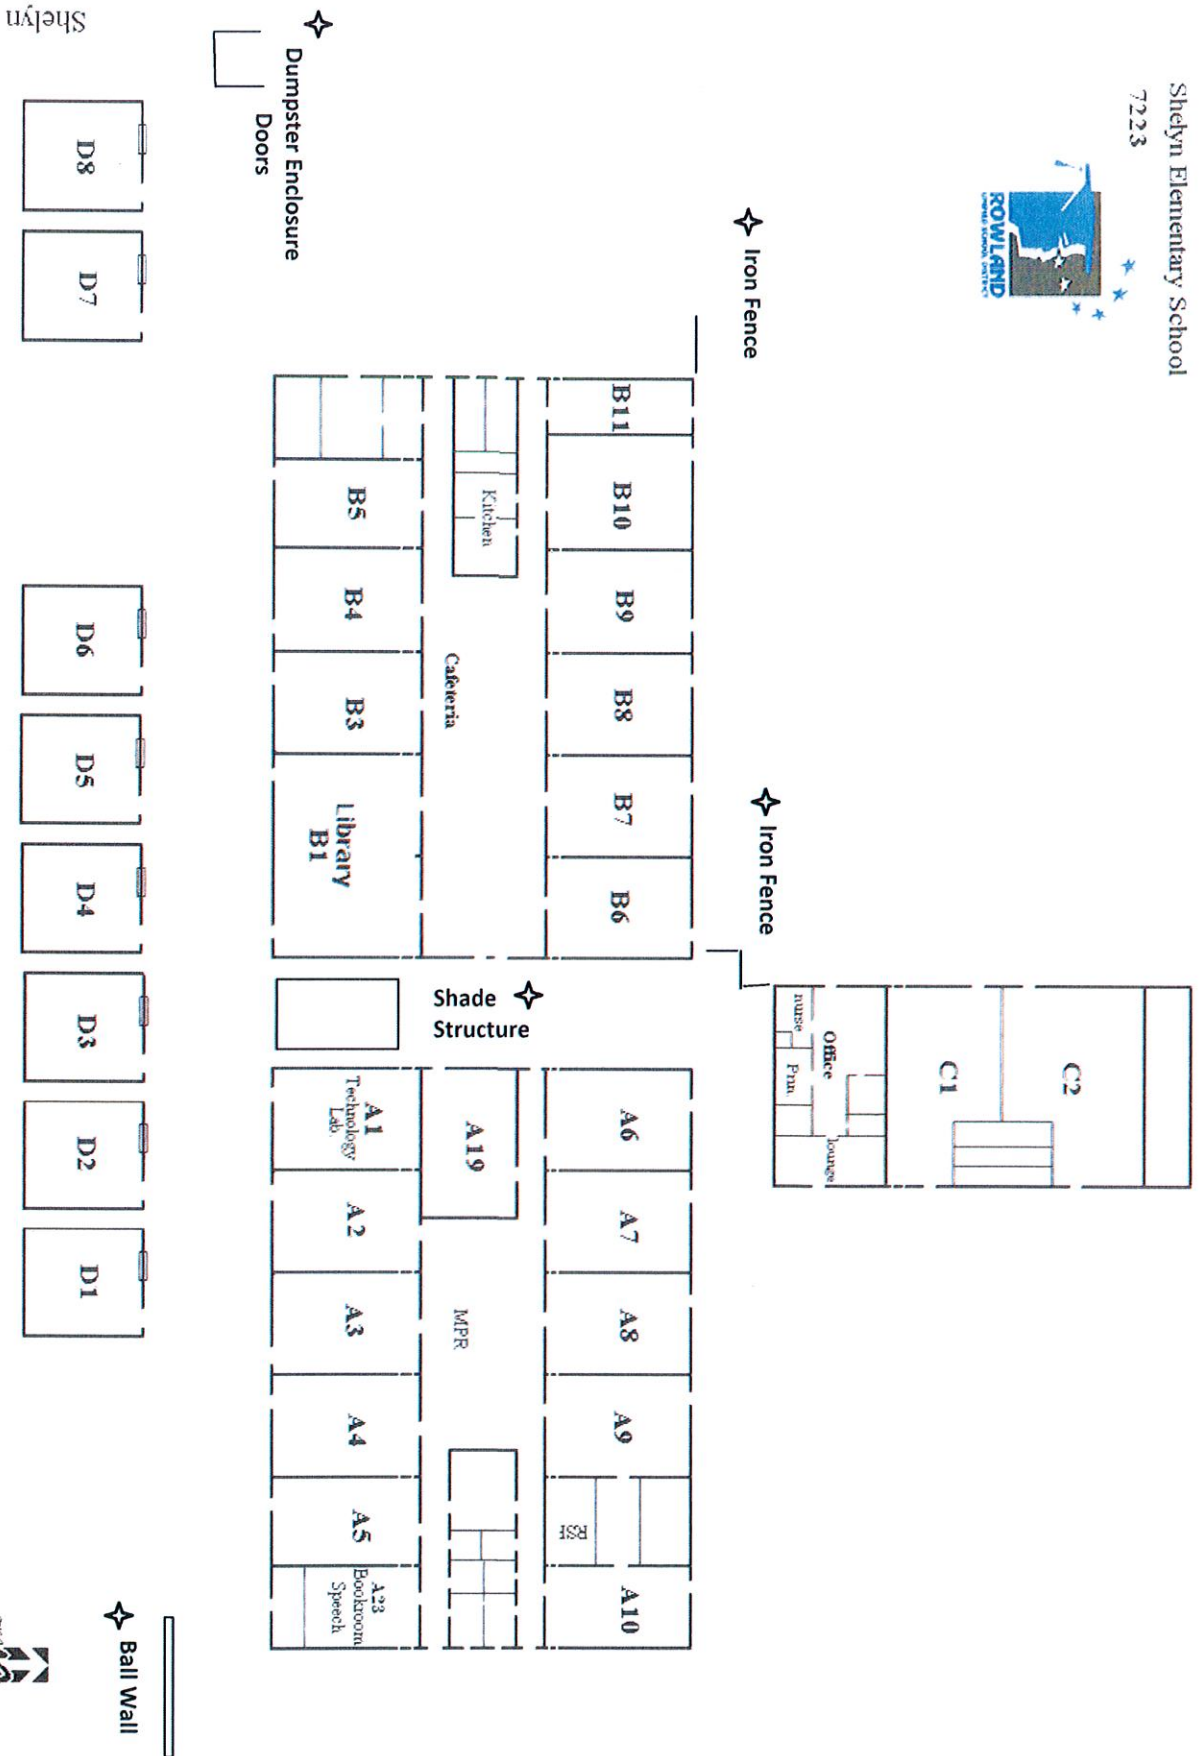 Shelyn Elementary School
7223
ROWLAND
UNIFIED SCHOOL DISTRICT
Iron Fence
Iron Fence
C2
C1
Office
nurse
lounge
B11
B10
B9
B8
B7
B6
A6
A7
A8
A9
RSP
A10
Kitchen
Cafeteria
Shade
Structure
A19
MPR
B5
B4
B3
Library
B1
A1
Technology
Lab.
A2
A3
A4
A5
A23
Bookroom
Speech
Dumpster Enclosure
Doors
Ball Wall
D8
D7
D6
D5
D4
D3
D2
D1
Shelyn